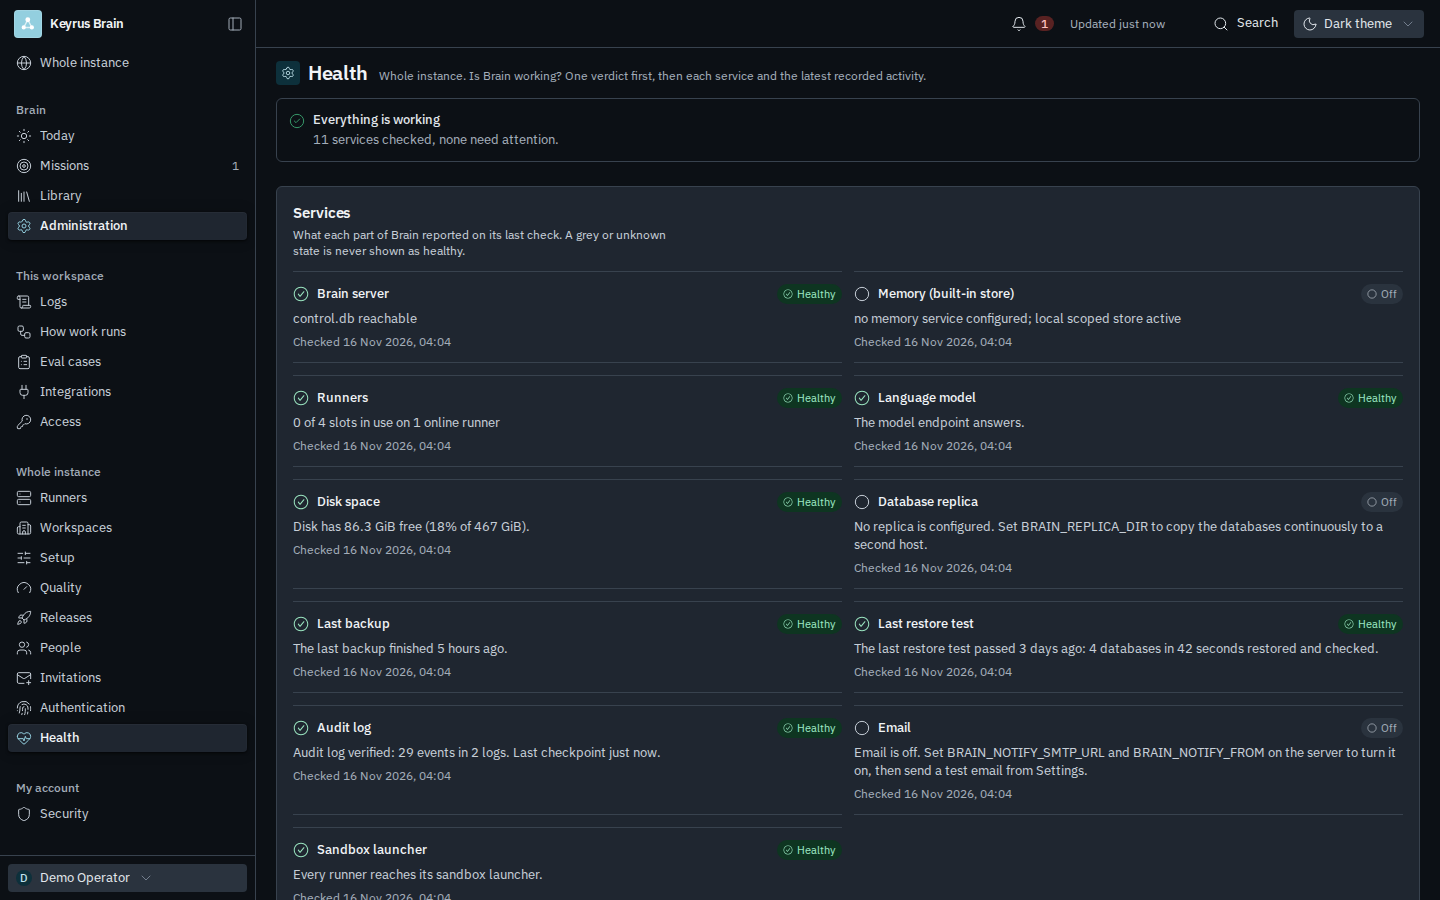 Keyrus Brain
Whole instance
Brain
Today
Missions 1
Library
Administration
This workspace
Logs
How work runs
Eval cases
Integrations
Access
Whole instance
Runners
Workspaces
Setup
Quality
Releases
People
Invitations
Authentication
Health
My account
Security
D Demo Operator
1 Updated just now Search Dark theme
Health Whole instance. Is Brain working? One verdict first, then each service and the latest recorded activity.
Everything is working
11 services checked, none need attention.
Services
What each part of Brain reported on its last check. A grey or unknown
state is never shown as healthy.
Brain server Healthy
control.db reachable
Checked 16 Nov 2026, 04:04
Memory (built-in store) Off
no memory service configured; local scoped store active
Checked 16 Nov 2026, 04:04
Runners Healthy
0 of 4 slots in use on 1 online runner
Checked 16 Nov 2026, 04:04
Language model Healthy
The model endpoint answers.
Checked 16 Nov 2026, 04:04
Disk space Healthy
Disk has 86.3 GiB free (18% of 467 GiB).
Checked 16 Nov 2026, 04:04
Database replica Off
No replica is configured. Set BRAIN_REPLICA_DIR to copy the databases continuously to a
second host.
Checked 16 Nov 2026, 04:04
Last backup Healthy
The last backup finished 5 hours ago.
Checked 16 Nov 2026, 04:04
Last restore test Healthy
The last restore test passed 3 days ago: 4 databases in 42 seconds restored and checked.
Checked 16 Nov 2026, 04:04
Audit log Healthy
Audit log verified: 29 events in 2 logs. Last checkpoint just now.
Checked 16 Nov 2026, 04:04
Email Off
Email is off. Set BRAIN_NOTIFY_SMTP_URL and BRAIN_NOTIFY_FROM on the server to turn it
on, then send a test email from Settings.
Checked 16 Nov 2026, 04:04
Sandbox launcher Healthy
Every runner reaches its sandbox launcher.
Checked 16 Nov 2026, 04:04